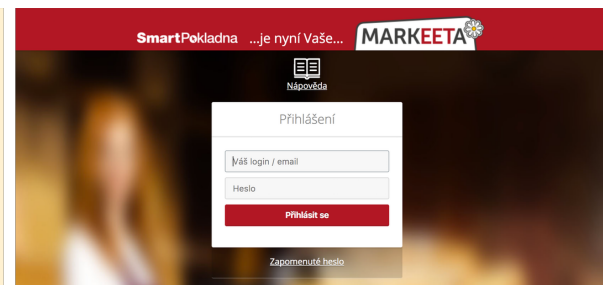 SmartPokladna ...je nyní Vaše... MARKEETA
Nápověda
Přihlášení
Váš login / email
Heslo
Přihlásit se
Zapomenuté heslo